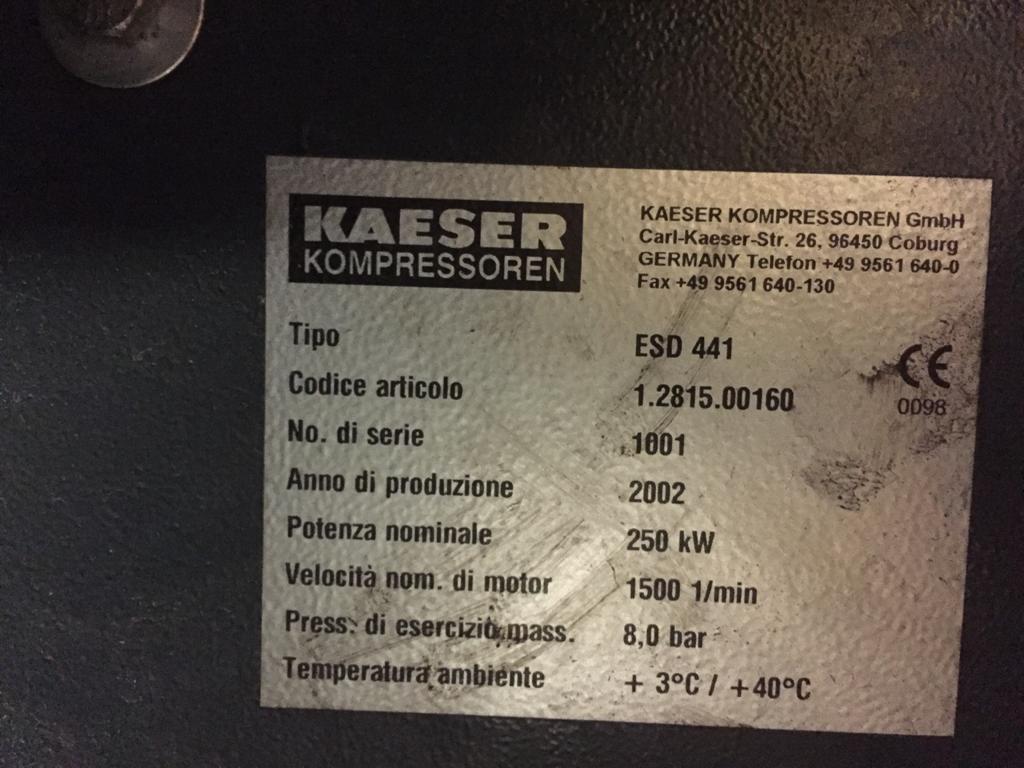 KAESER
KOMPRESSOREN
KAESER KOMPRESSOREN GmbH
Carl-Kaeser-Str. 26, 96450 Coburg
GERMANY Telefon +49 9561 640-0
Fax +49 9561 640-130
Tipo ESD 441
Codice articolo 1.2815.00160
No. di serie 1001
Anno di produzione 2002
Potenza nominale 250 kW
Velocità nom. di motor 1500 1/min
Press. di esercizio mass. 8,0 bar
Temperatura ambiente + 3°C / +40°C
CE
0098